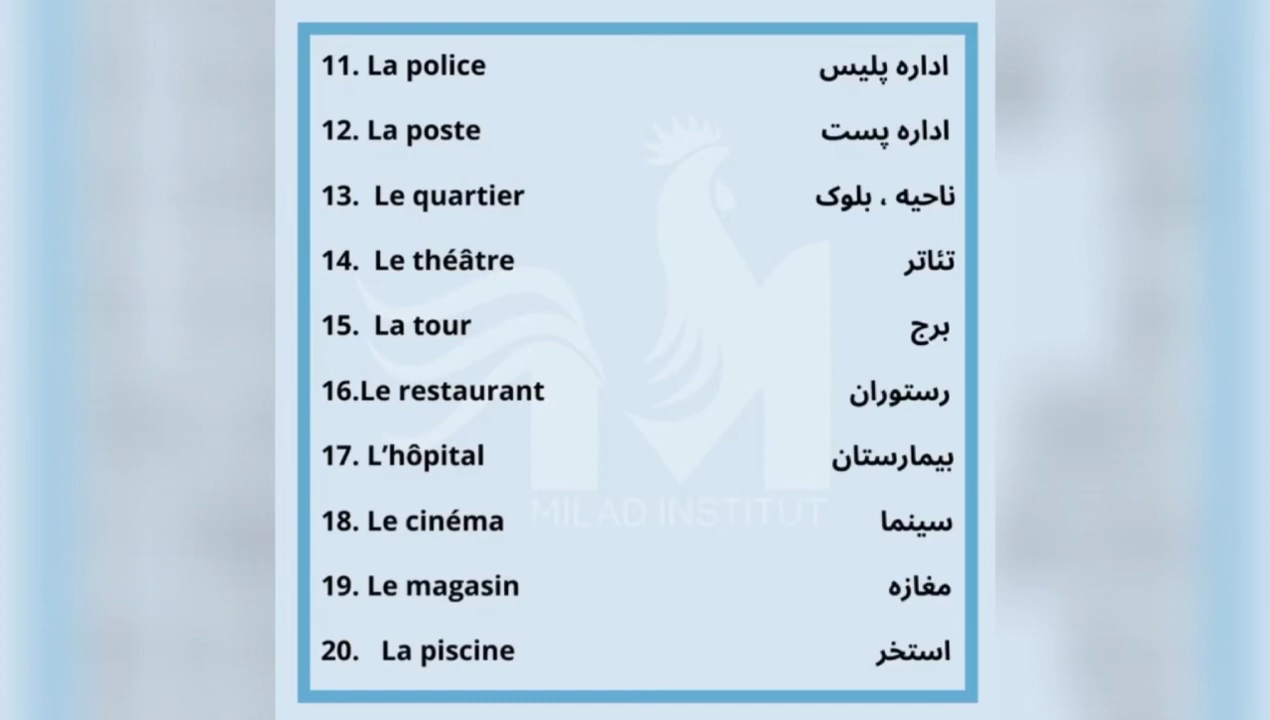 11. La police اداره پلیس
12. La poste اداره پست
13. Le quartier ناحیه ، بلوک
14. Le théâtre تئاتر
15. La tour برج
16.Le restaurant رستوران
17. L’hôpital بیمارستان
18. Le cinéma سینما
19. Le magasin مغازه
20. La piscine استخر
MILAD INSTITUT